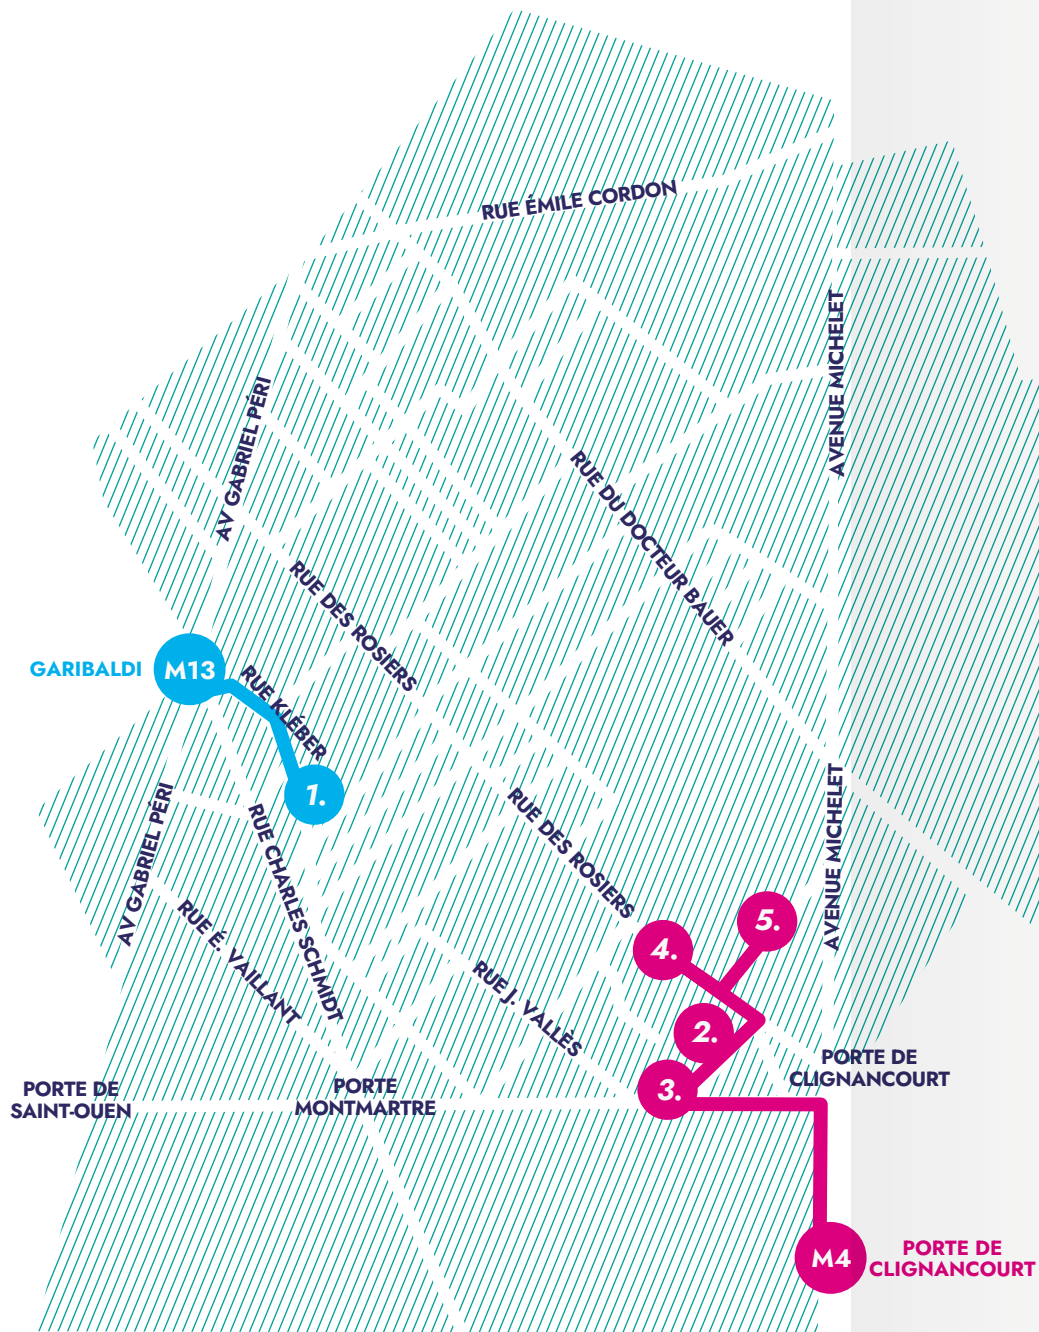 RUE ÉMILE CORDON
AVENUE MICHELET
AV GABRIEL PÉRI
RUE DU DOCTEUR BAUER
RUE DES ROSIERS
GARIBALDI
M13
RUE KLÉBER
1.
AV GABRIEL PÉRI
RUE CHARLES SCHMIDT
RUE DES ROSIERS
AVENUE MICHELET
RUE É. VAILLANT
5.
4.
RUE J. VALLÈS
2.
3.
PORTE DE
CLIGNANCOURT
PORTE DE
SAINT-OUEN
PORTE
MONTMARTRE
M4
PORTE DE
CLIGNANCOURT